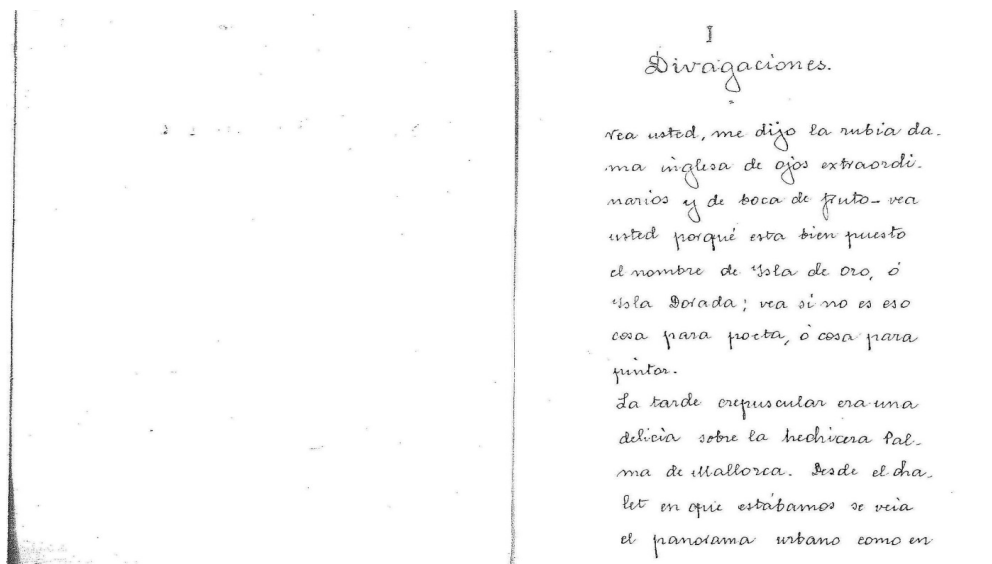 I
Divagaciones.
Vea usted, me dijo la rubia da-
ma inglesa de ojos extraordi-
narios y de boca de fruto- vea
usted porqué esta bien puesto
el nombre de Isla de oro, ó
Isla Dorada; vea si no es eso
cosa para poeta, ó cosa para
pintor.
La tarde crepuscular era una
delicia sobre la hechicera Pal-
ma de Mallorca. Desde el cha-
let en que estábamos se veia
el panorama urbano como en